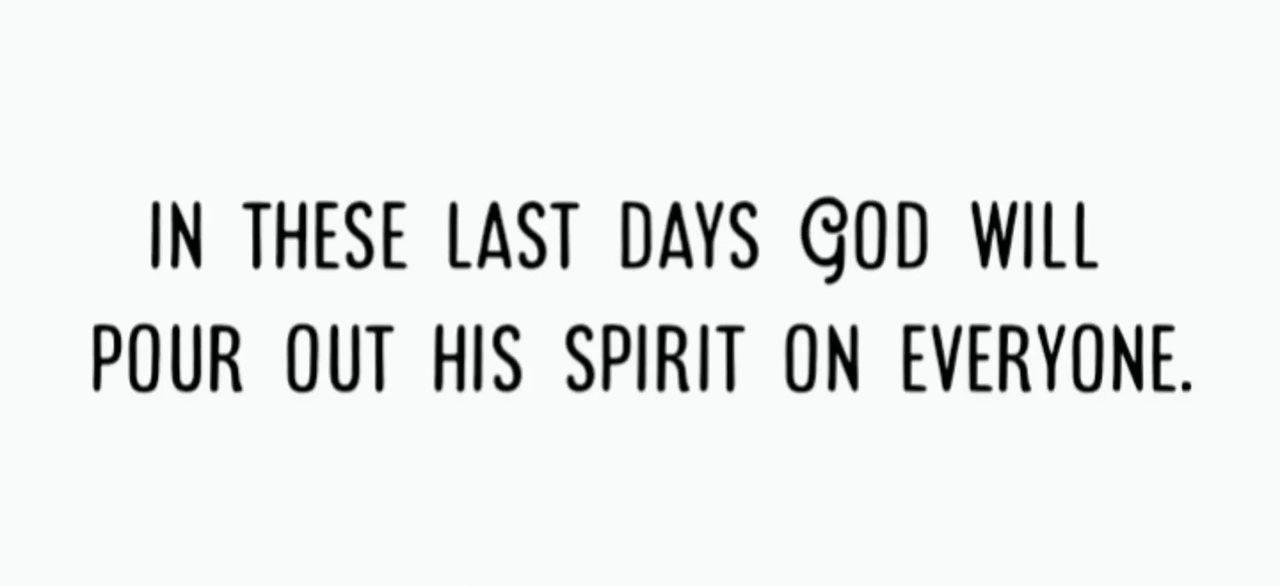 IN THESE LAST DAYS GOD WILL
POUR OUT HIS SPIRIT ON EVERYONE.